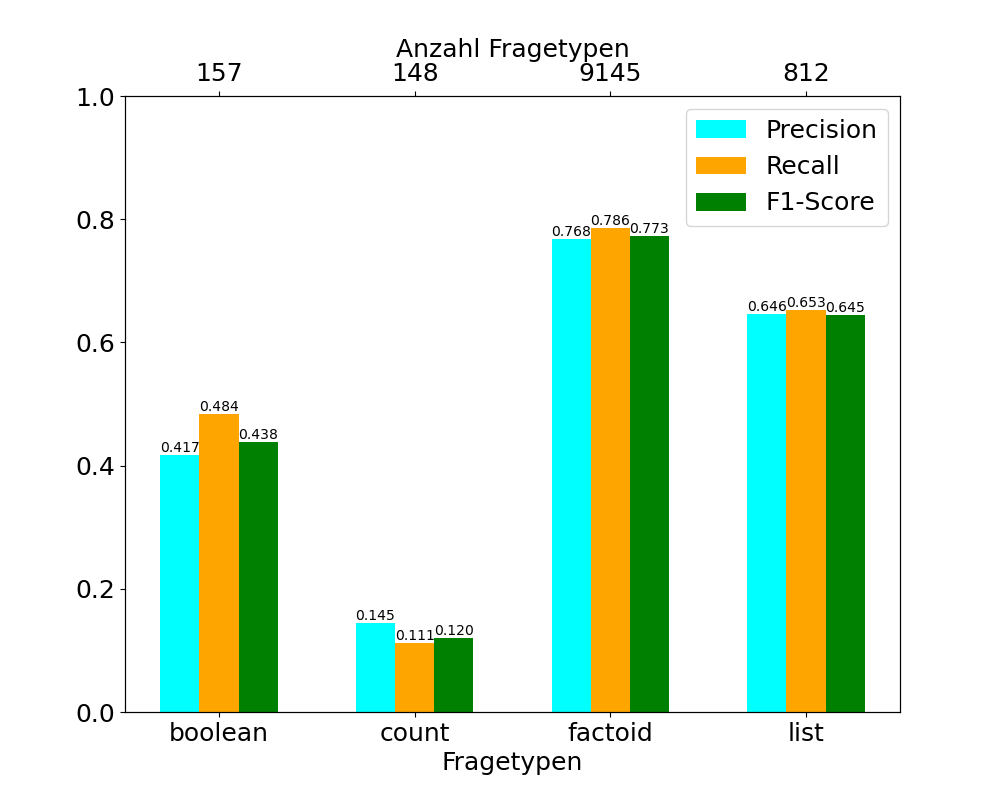 Anzahl Fragetypen
157 148 9145 812
1.0
0.8
0.6
0.4
0.2
0.0
Precision
Recall
F1-Score
0.417 0.484 0.438
0.145 0.111 0.120
0.768 0.786 0.773
0.646 0.653 0.645
boolean count factoid list
Fragetypen